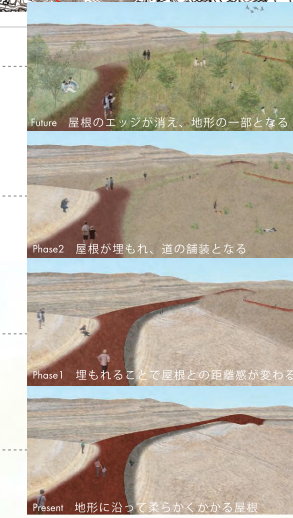 Future　屋根のエッジが消え、地形の一部となる
Phase2　屋根が埋もれ、道の舗装となる
Phase1　埋もれることで屋根との距離感が変わる
Present　地形に沿って柔らかくかかる屋根